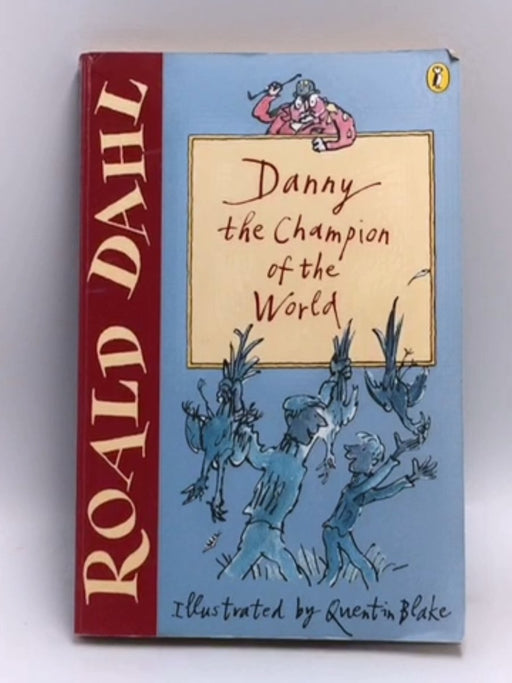 ROALD DAHL
Danny
the Champion
of the
World
Illustrated by Quentin Blake